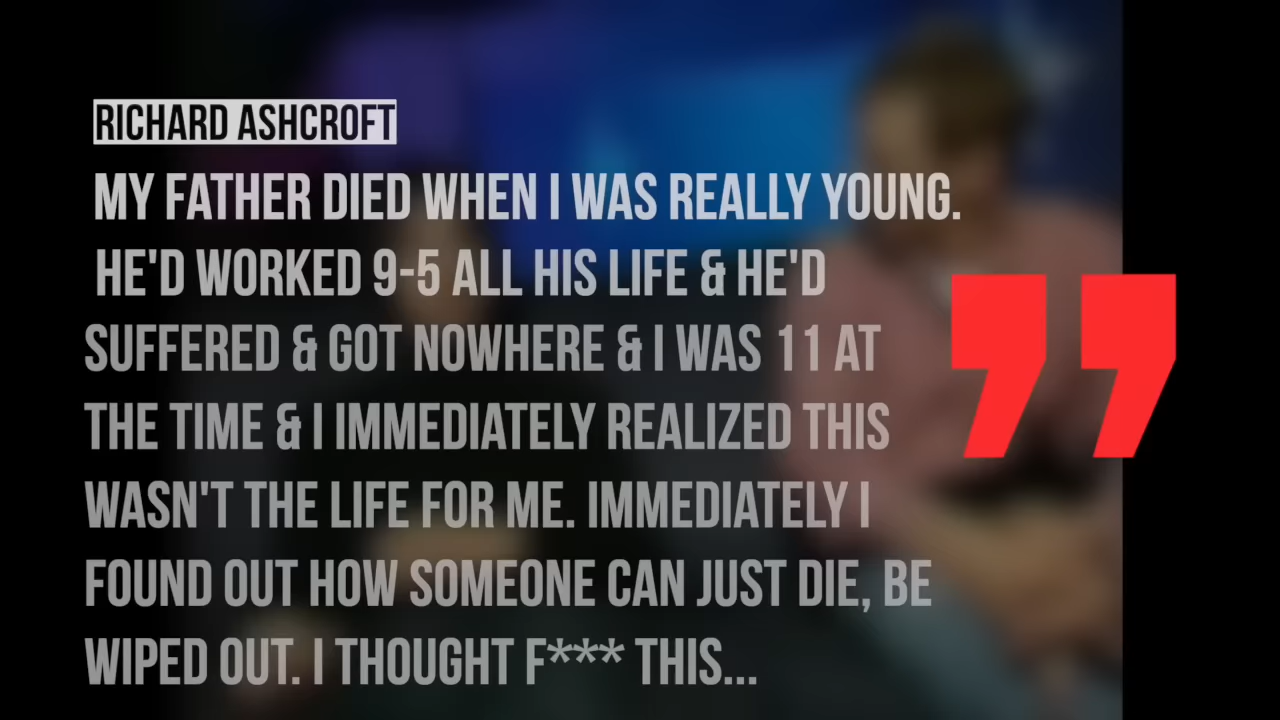 RICHARD ASHCROFT
MY FATHER DIED WHEN I WAS REALLY YOUNG.
HE'D WORKED 9-5 ALL HIS LIFE & HE'D
SUFFERED & GOT NOWHERE & I WAS 11 AT
THE TIME & I IMMEDIATELY REALIZED THIS
WASN'T THE LIFE FOR ME. IMMEDIATELY I
FOUND OUT HOW SOMEONE CAN JUST DIE, BE
WIPED OUT. I THOUGHT F*** THIS...
”